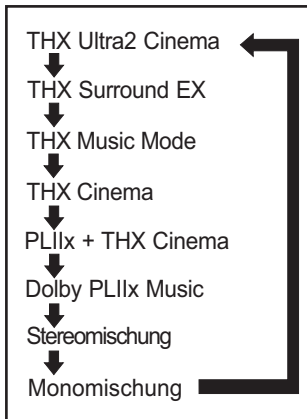 THX Ultra2 Cinema
THX Surround EX
THX Music Mode
THX Cinema
PLIIx + THX Cinema
Dolby PLIIx Music
Stereomischung
Monomischung